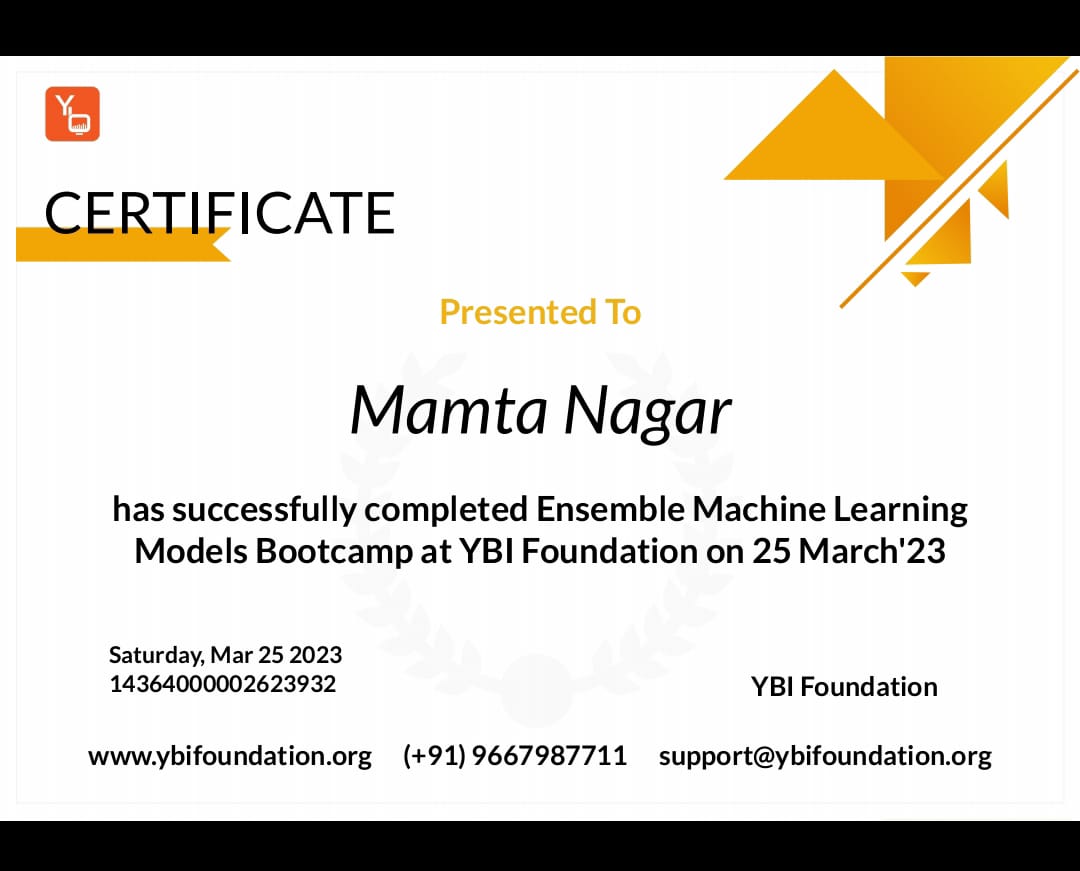 Yb
CERTIFICATE
Presented To
Mamta Nagar
has successfully completed Ensemble Machine Learning
Models Bootcamp at YBI Foundation on 25 March'23
Saturday, Mar 25 2023
14364000002623932
YBI Foundation
www.ybifoundation.org (+91) 9667987711 support@ybifoundation.org